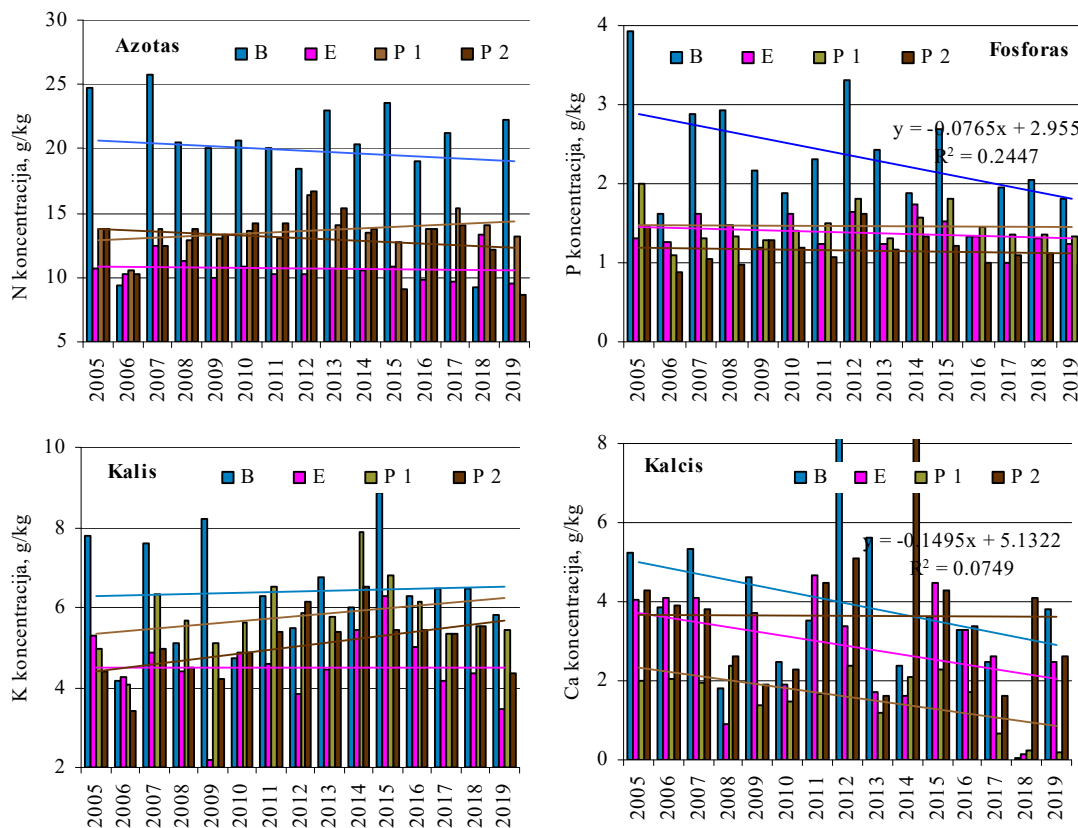 Azotas
B E P 1 P 2
N koncentracija, g/kg
30
25
20
15
10
5
2005 2006 2007 2008 2009 2010 2011 2012 2013 2014 2015 2016 2017 2018 2019
Fosforas
B E P 1 P 2
P koncentracija, g/kg
4
3
2
1
0
y = -0.0765x + 2.955
R² = 0.2447
2005 2006 2007 2008 2009 2010 2011 2012 2013 2014 2015 2016 2017 2018 2019
Kalis
B E P 1 P 2
K koncentracija, g/kg
10
8
6
4
2
2005 2006 2007 2008 2009 2010 2011 2012 2013 2014 2015 2016 2017 2018 2019
Kalcis
B E P 1 P 2
Ca koncentracija, g/kg
8
6
4
2
0
y = -0.1495x + 5.1322
R² = 0.0749
2005 2006 2007 2008 2009 2010 2011 2012 2013 2014 2015 2016 2017 2018 2019